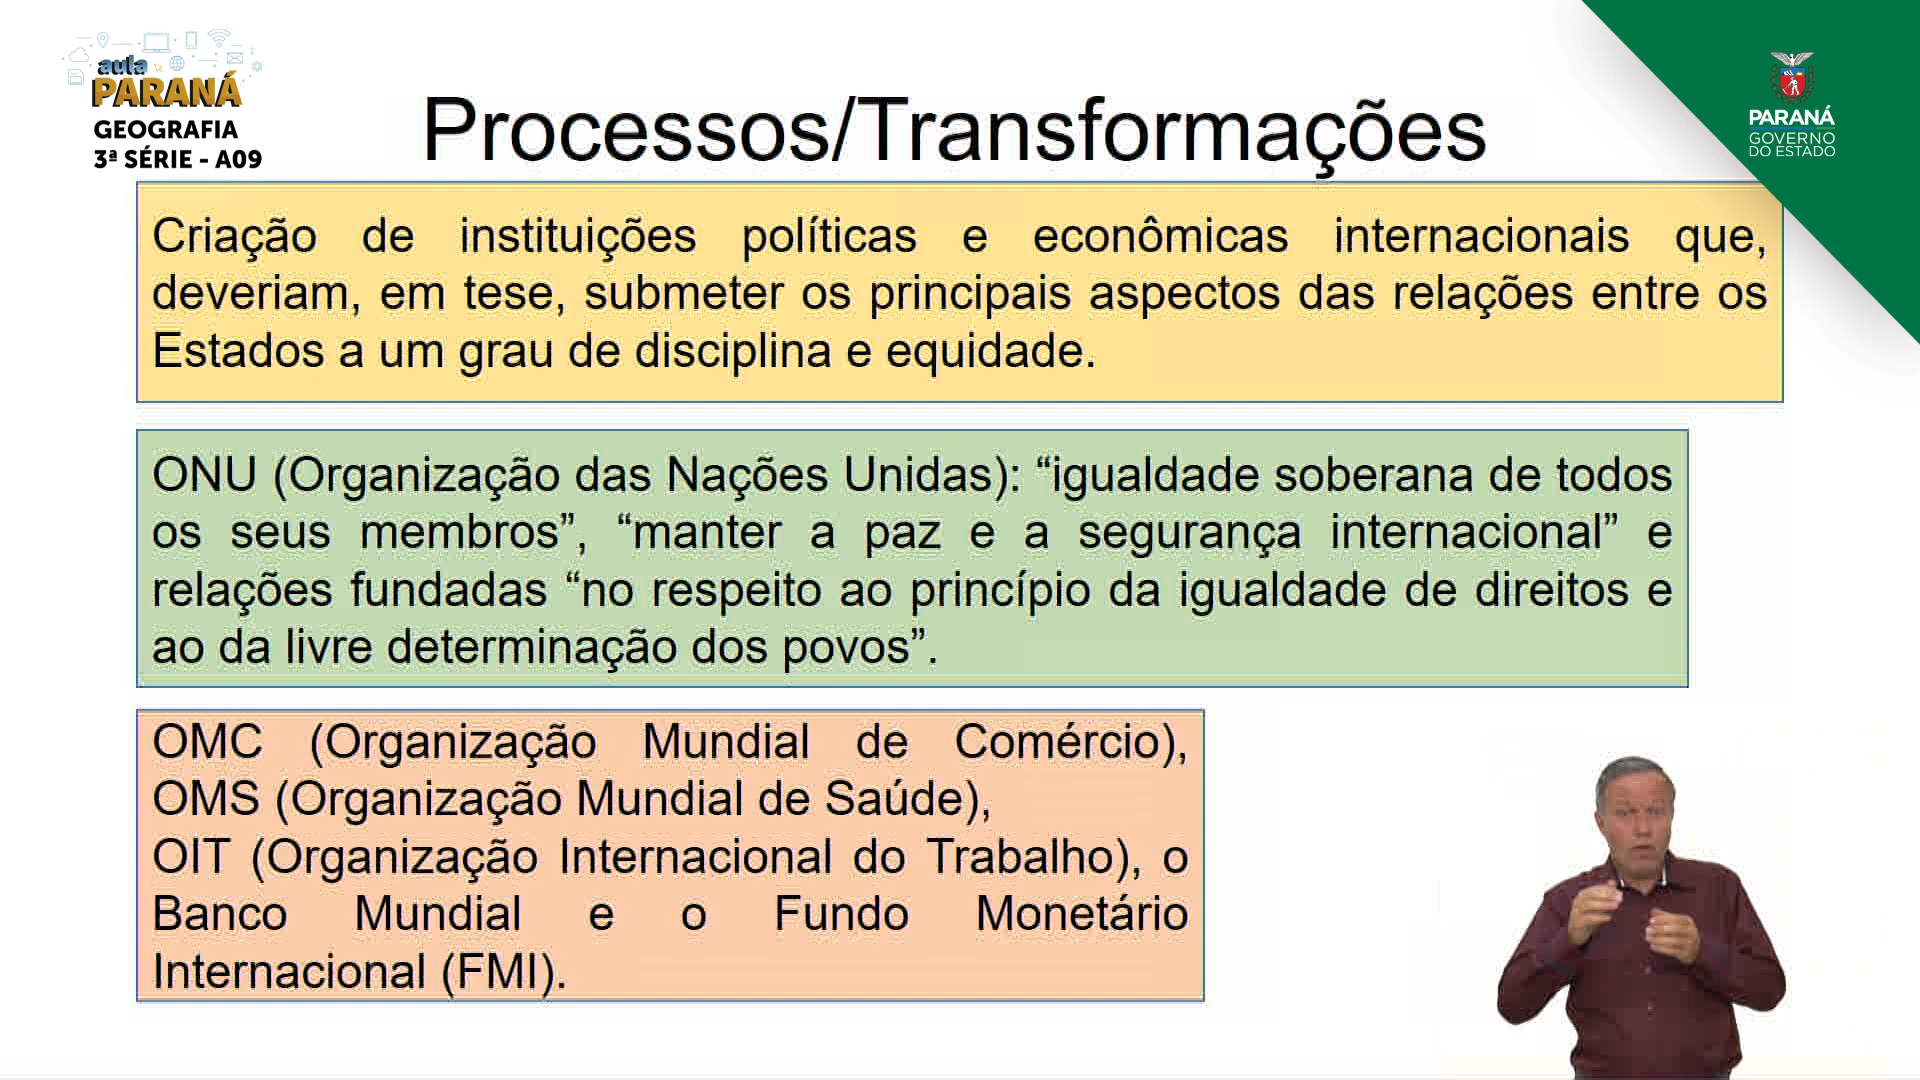 aula
PARANÁ
GEOGRAFIA
3ª SÉRIE - A09
Processos/Transformações
PARANÁ
GOVERNO
DO ESTADO
Criação de instituições políticas e econômicas internacionais que,
deveriam, em tese, submeter os principais aspectos das relações entre os
Estados a um grau de disciplina e equidade.
ONU (Organização das Nações Unidas): “igualdade soberana de todos
os seus membros”, “manter a paz e a segurança internacional” e
relações fundadas “no respeito ao princípio da igualdade de direitos e
ao da livre determinação dos povos”.
OMC (Organização Mundial de Comércio),
OMS (Organização Mundial de Saúde),
OIT (Organização Internacional do Trabalho), o
Banco Mundial e o Fundo Monetário
Internacional (FMI).